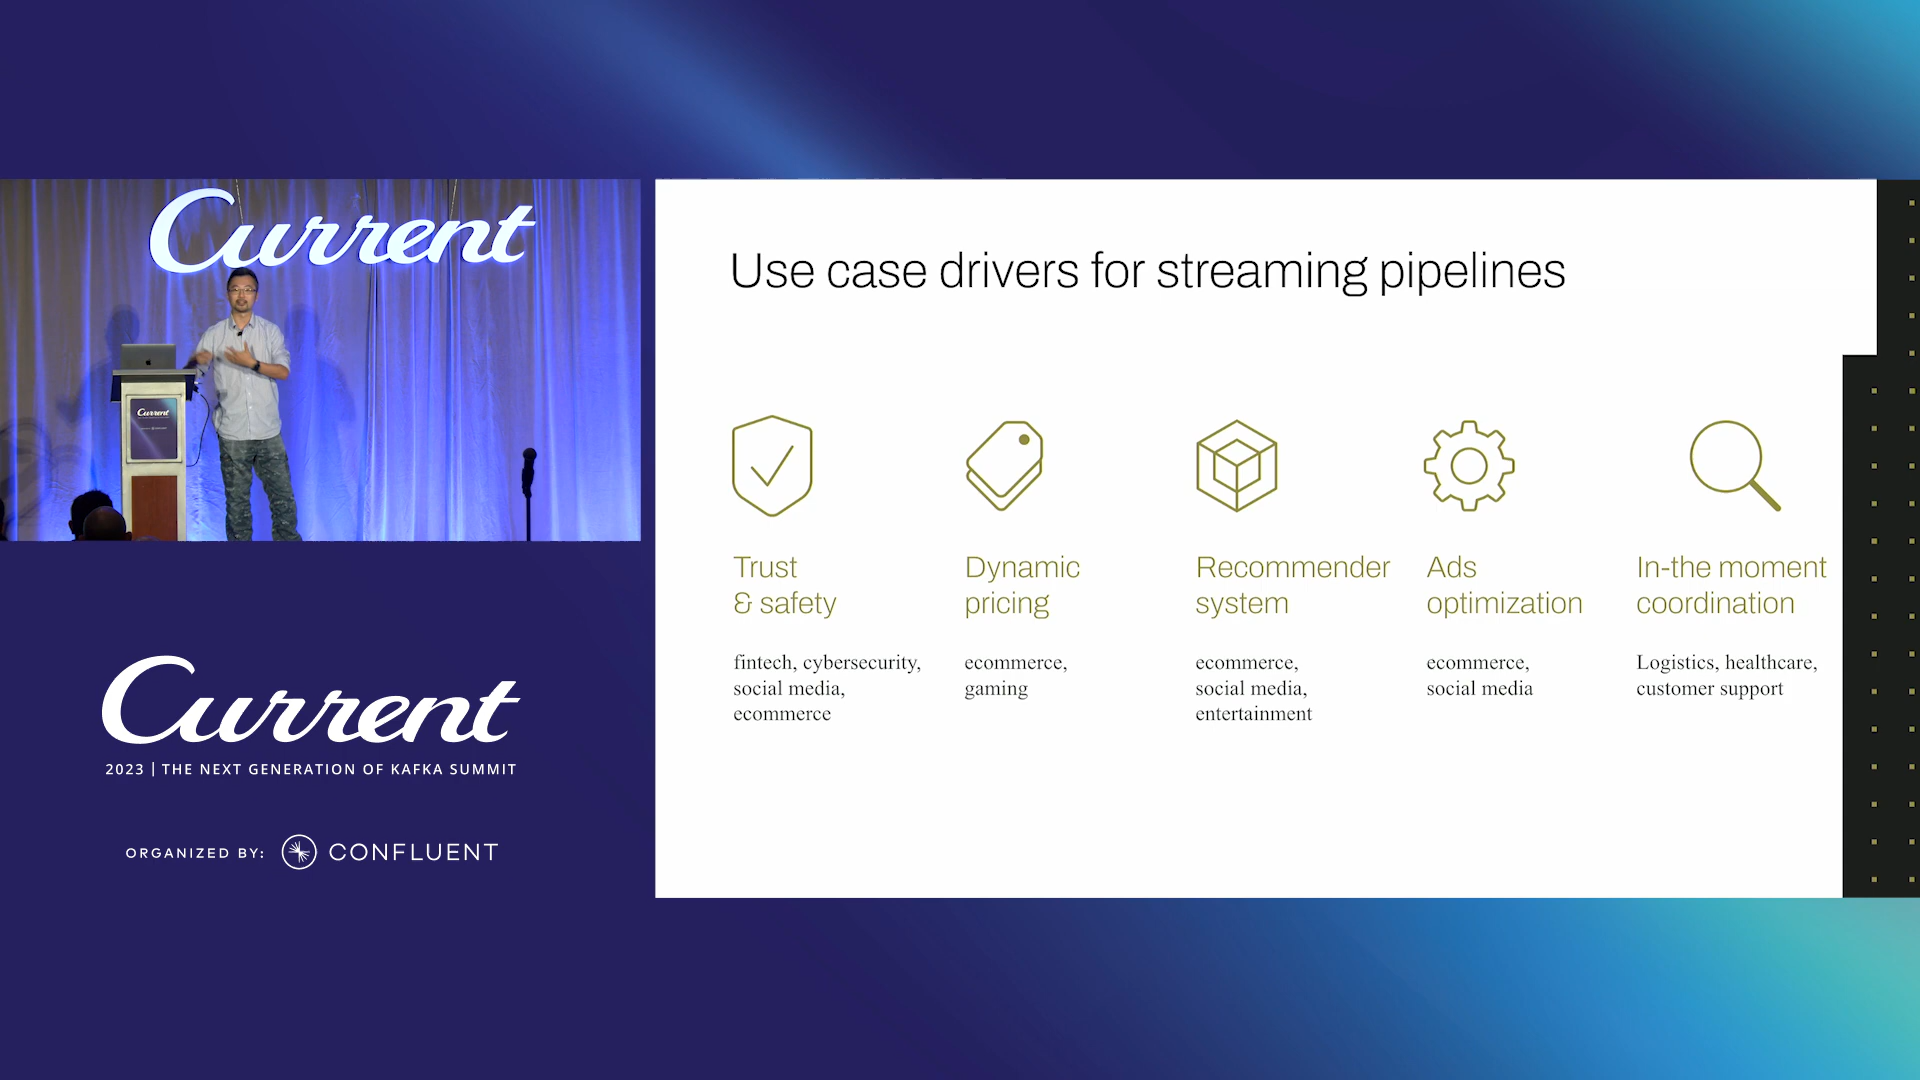 Current
Current
Current
2023 | THE NEXT GENERATION OF KAFKA SUMMIT
ORGANIZED BY: CONFLUENT
Use case drivers for streaming pipelines
Trust
& safety
fintech, cybersecurity,
social media,
ecommerce
Dynamic
pricing
ecommerce,
gaming
Recommender
system
ecommerce,
social media,
entertainment
Ads
optimization
ecommerce,
social media
In-the moment
coordination
Logistics, healthcare,
customer support